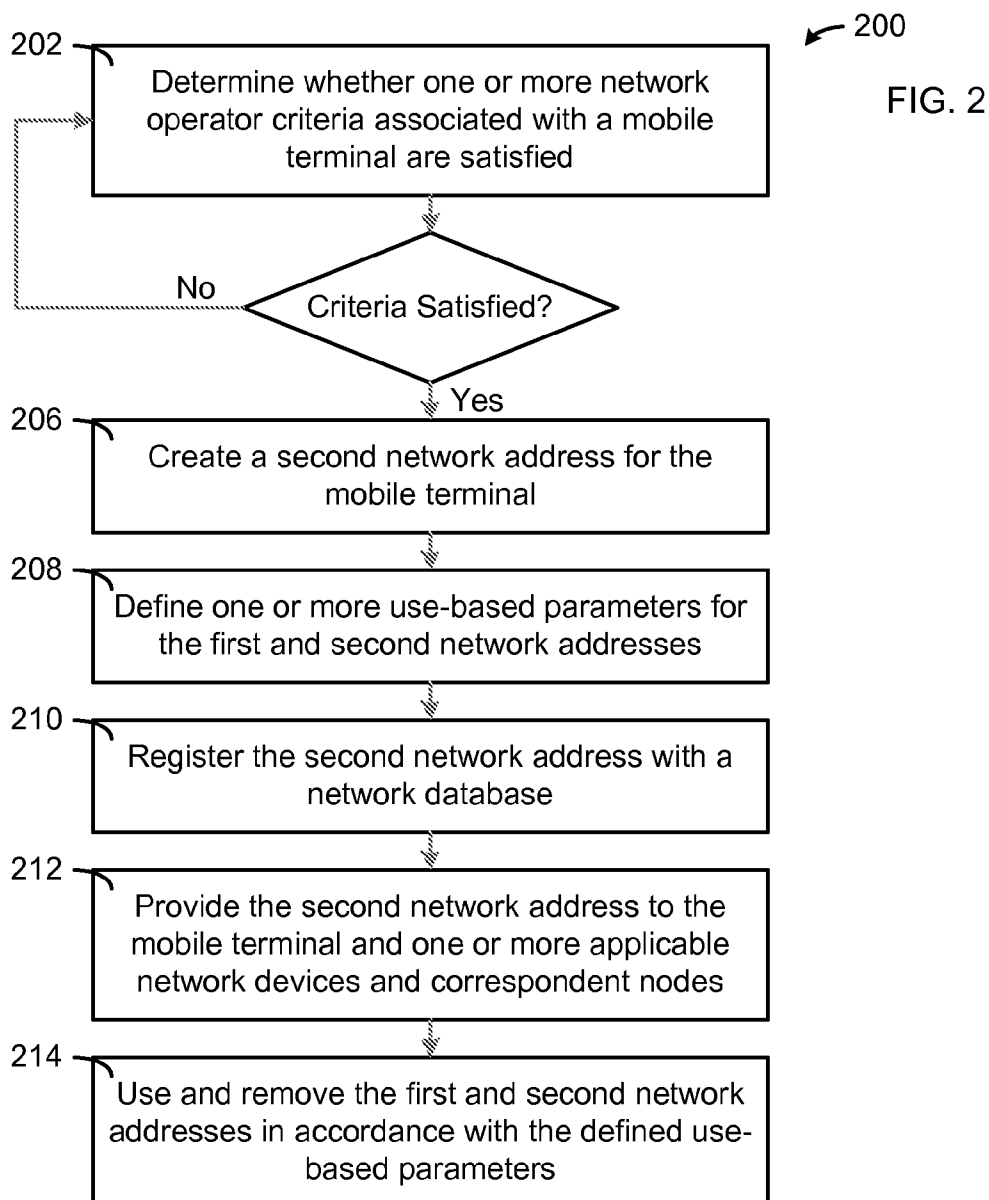 200
FIG. 2
202
Determine whether one or more network
operator criteria associated with a mobile
terminal are satisfied
Criteria Satisfied?
No
Yes
206
Create a second network address for the
mobile terminal
208
Define one or more use-based parameters for
the first and second network addresses
210
Register the second network address with a
network database
212
Provide the second network address to the
mobile terminal and one or more applicable
network devices and correspondent nodes
214
Use and remove the first and second network
addresses in accordance with the defined use-
based parameters